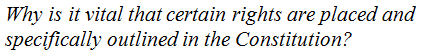 Why is it vital that certain rights are placed and
specifically outlined in the Constitution?